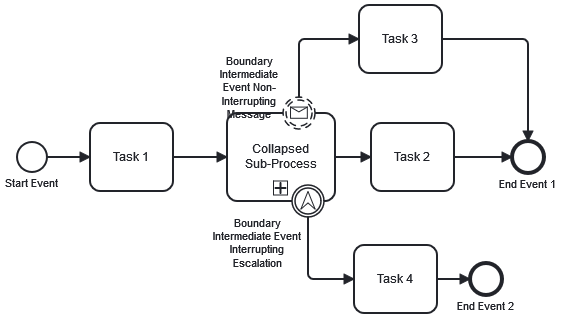 Task 3
Boundary
Intermediate
Event Non-
Interrupting
Message
Task 1
Collapsed
Sub-Process
Task 2
Start Event
End Event 1
Boundary
Intermediate Event
Interrupting
Escalation
Task 4
End Event 2